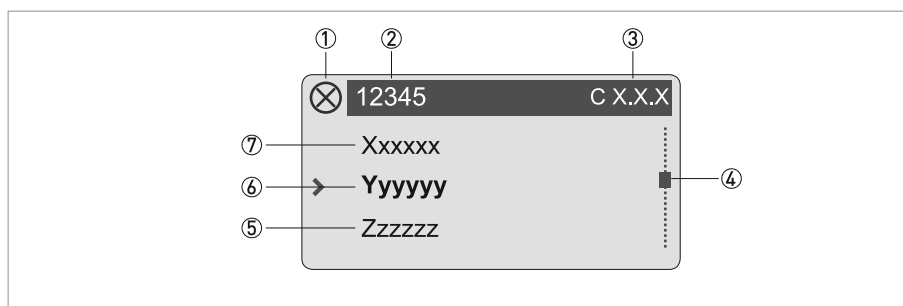 ① ② ③
12345 C X.X.X
⑦ Xxxxxx
⑥ Yyyyyy ④
⑤ Zzzzzz